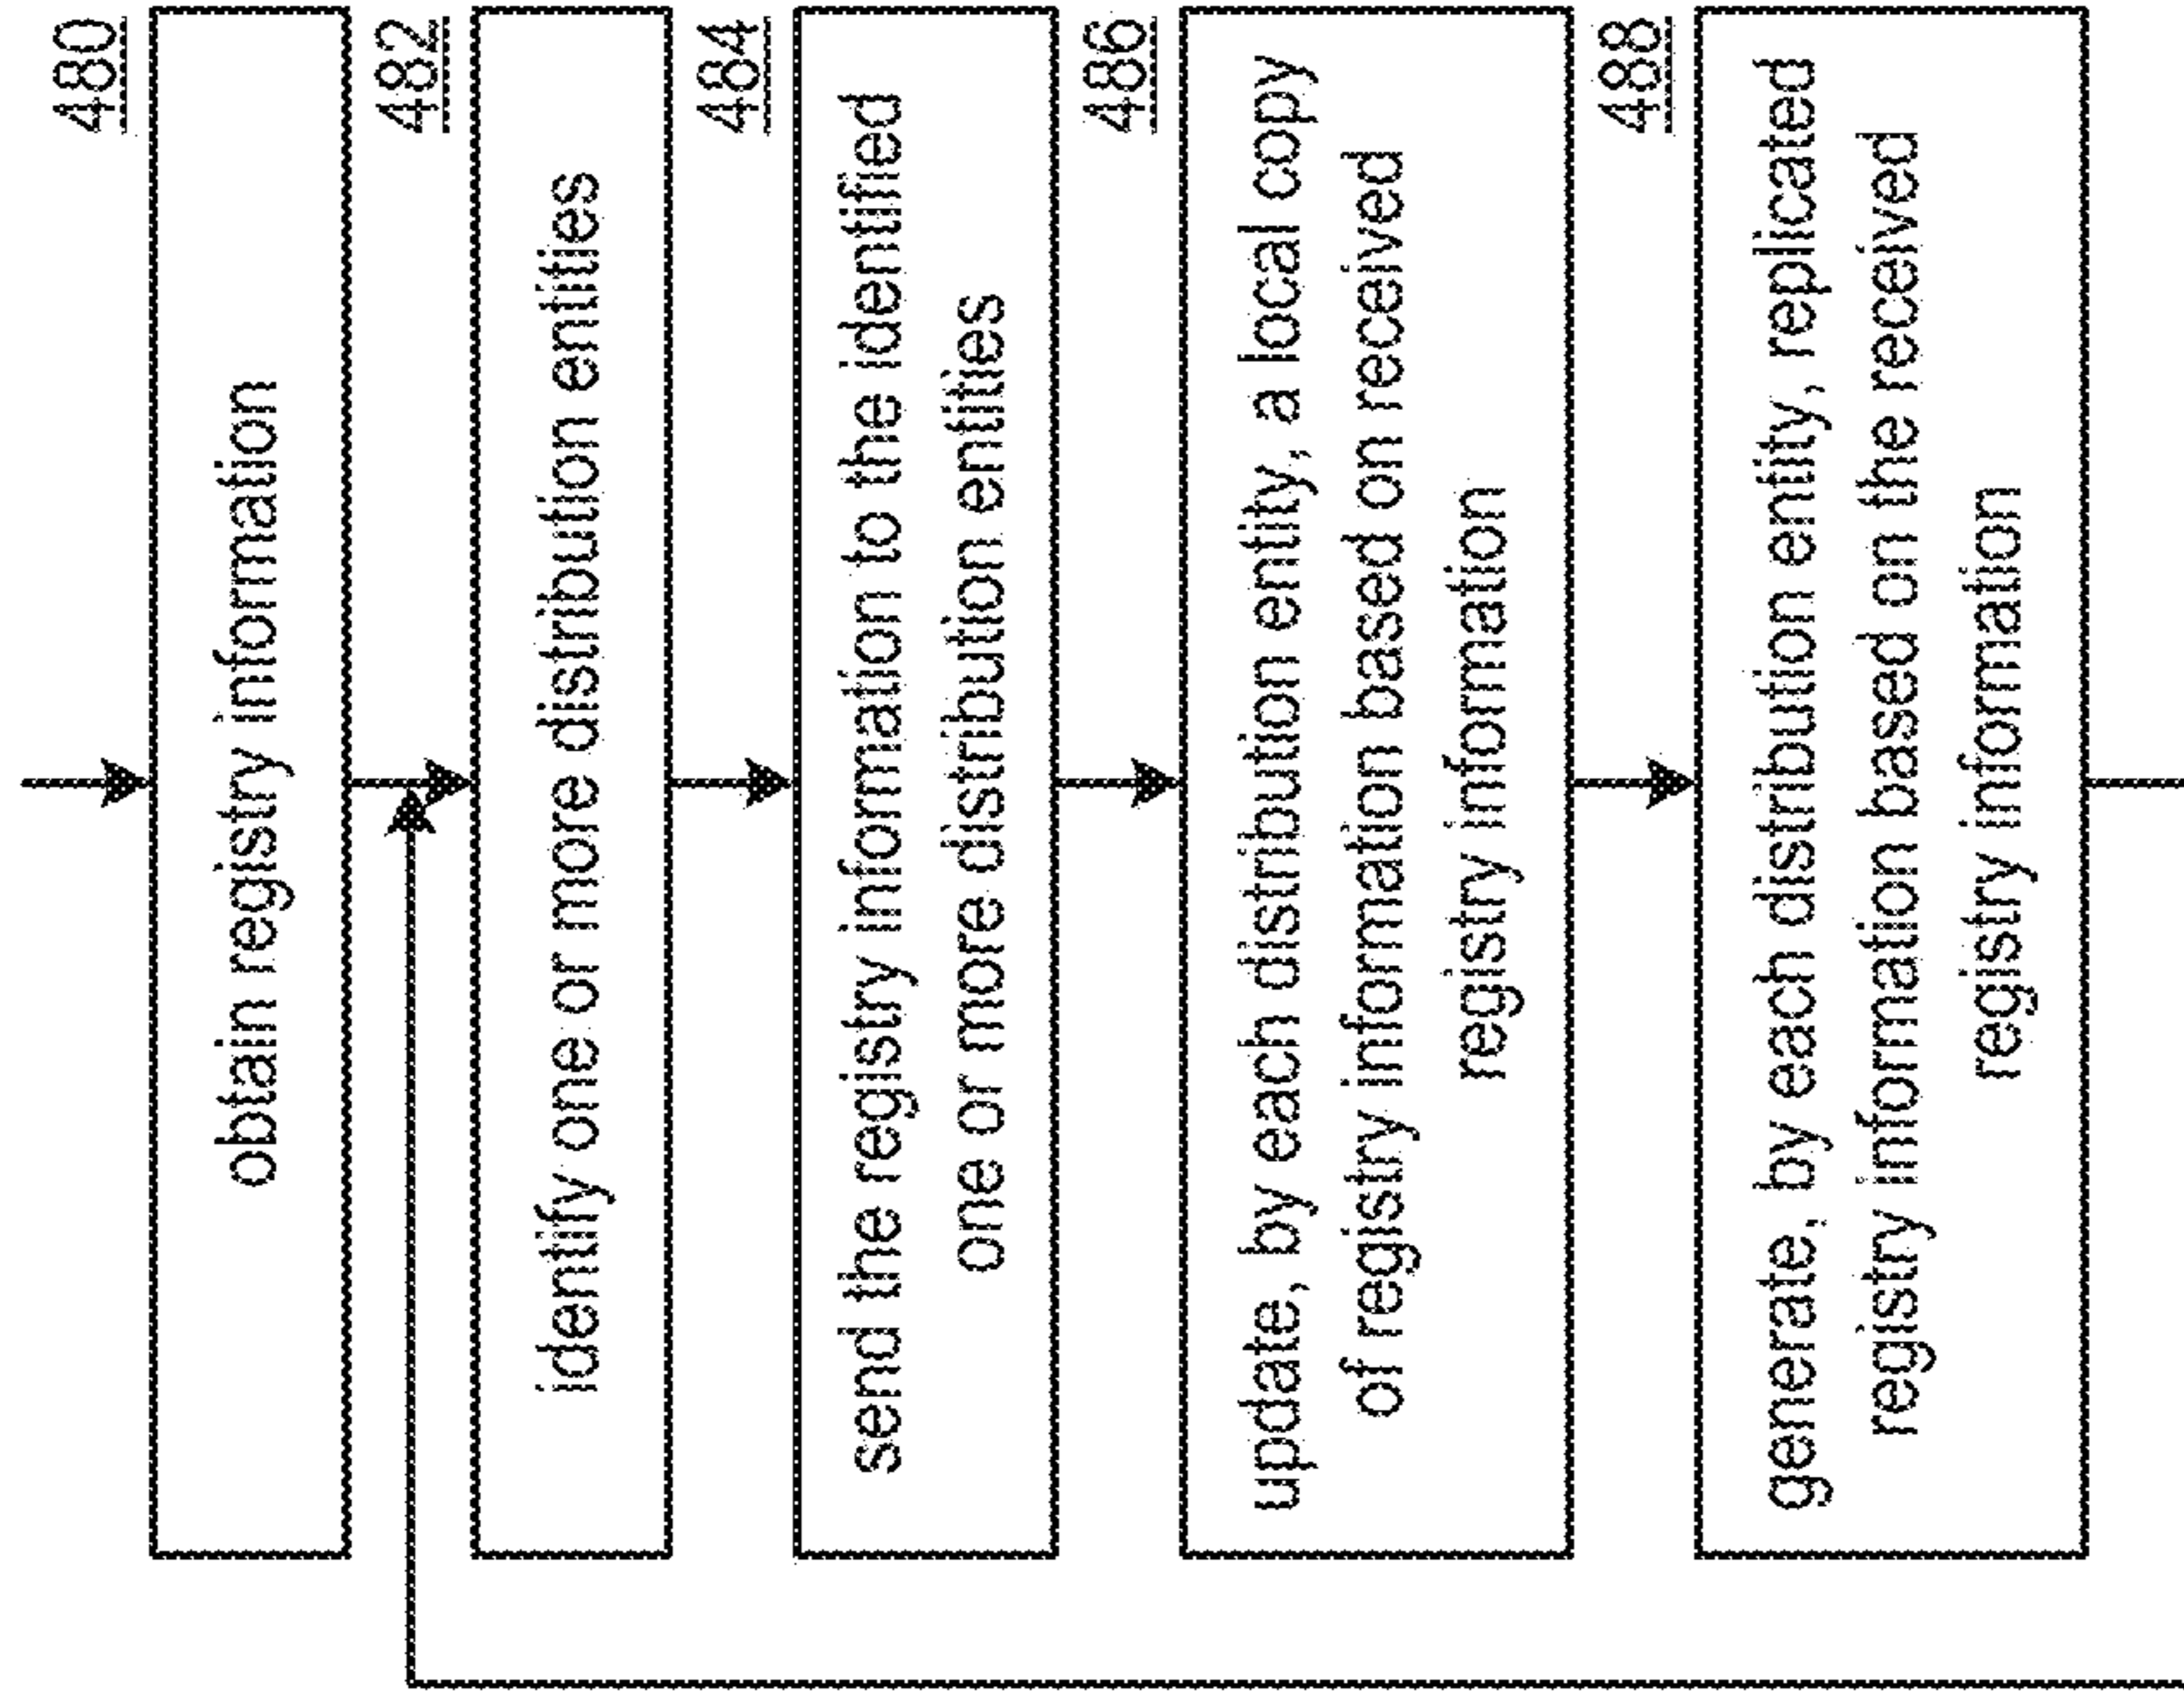 480
obtain registry information
482
identify one or more distribution entities
484
send the registry information to the identified
one or more distribution entities
486
update, by each distribution entity, a local copy
of registry information based on received
registry information
488
generate, by each distribution entity, replicated
registry information based on the received
registry information